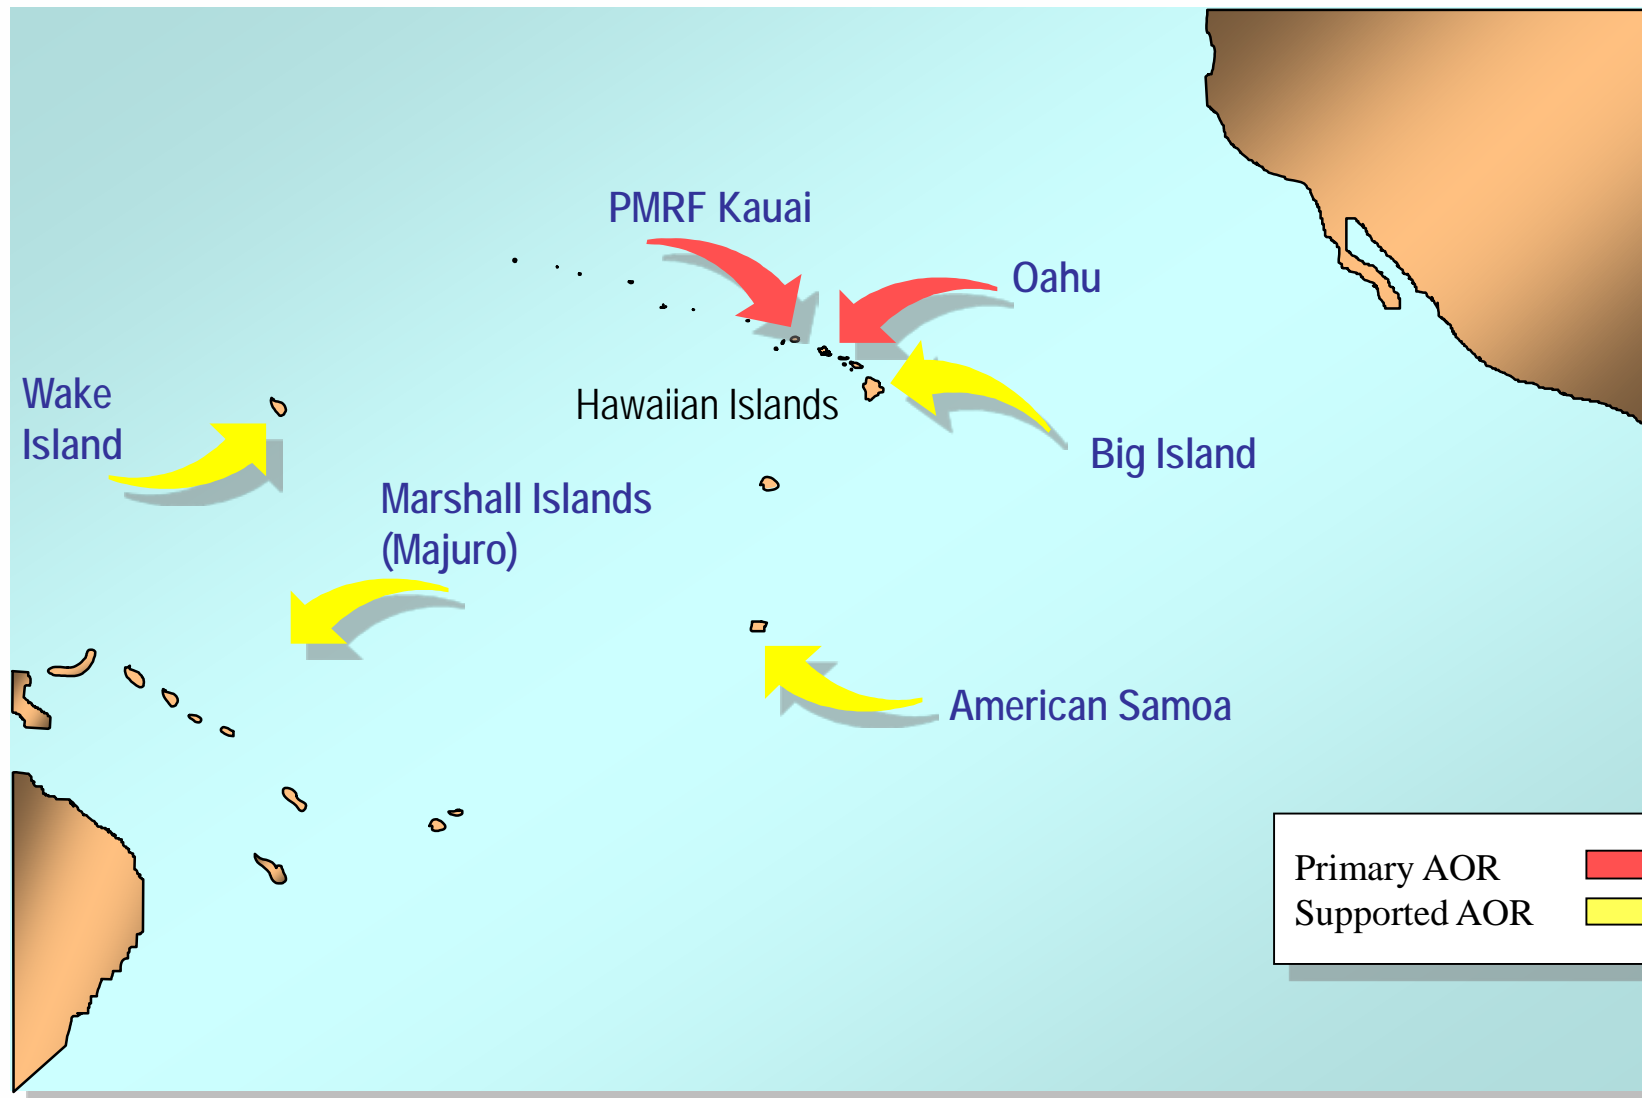 PMRF Kauai
Oahu
Wake
Island
Hawaiian Islands
Big Island
Marshall Islands
(Majuro)
American Samoa
Primary AOR
Supported AOR